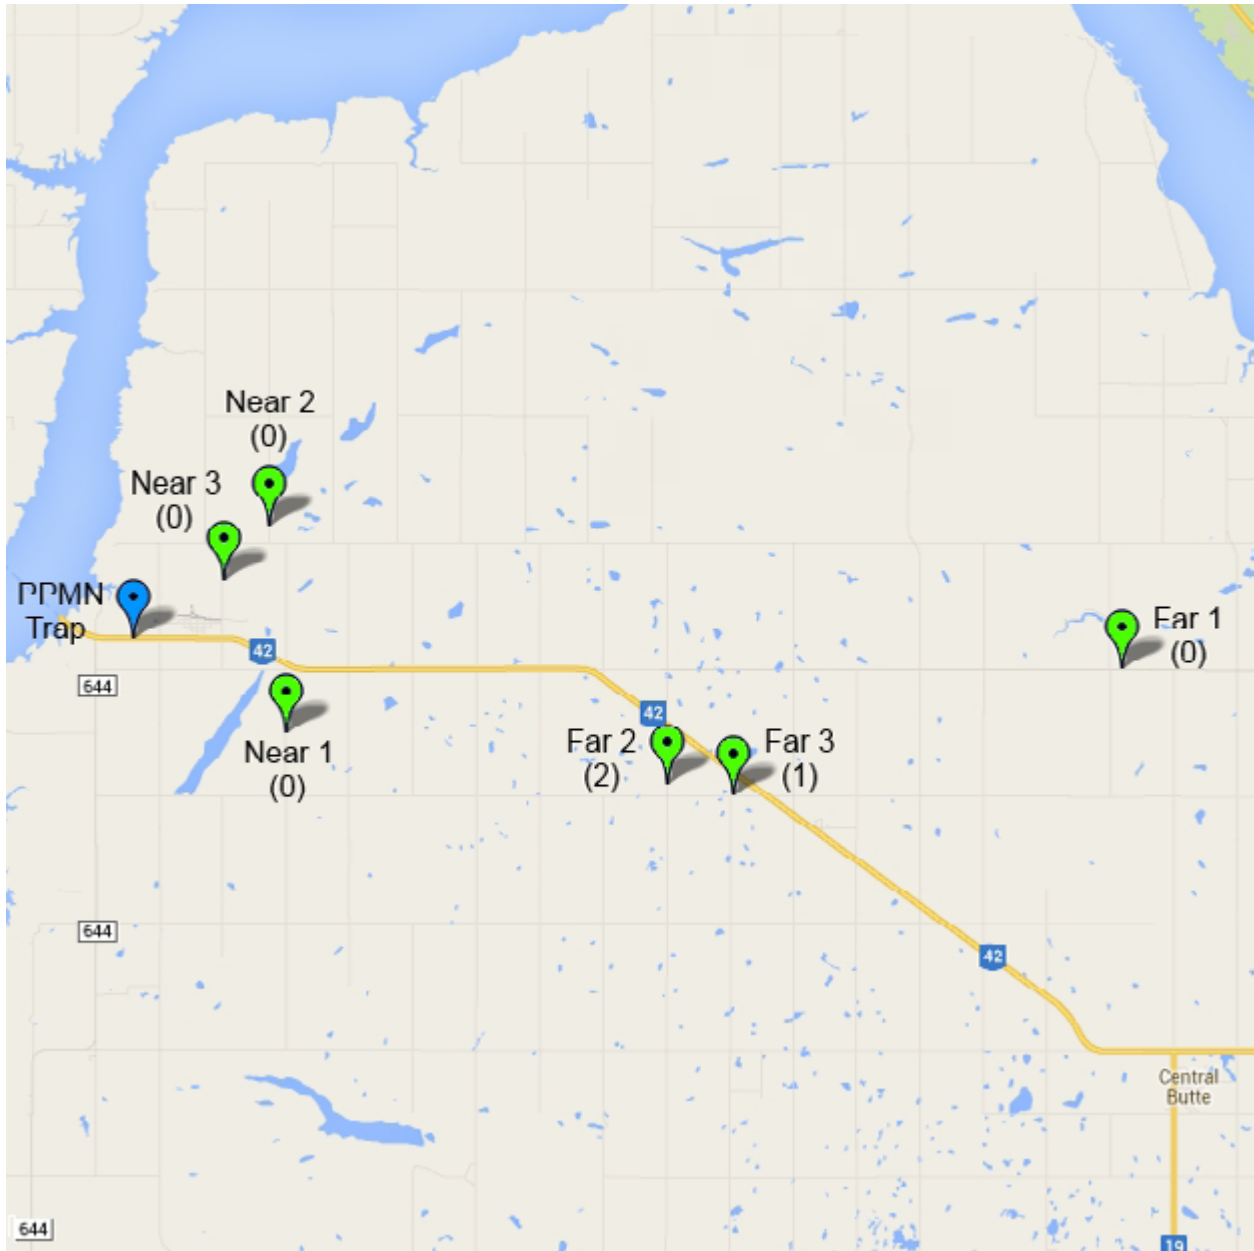 Near 2
(0)
Near 3
(0)
PPMN
Trap
42
644
Near 1
(0)
Far 1
(0)
42
Far 2
(2)
Far 3
(1)
644
42
Central
Butte
644
19